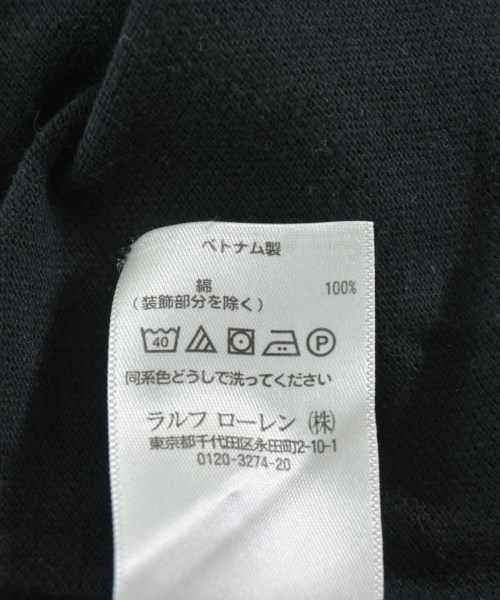 ベトナム製
綿 100%
(装飾部分を除く)
40 P
同系色どうしで洗ってください
ラルフ ローレン (株)
東京都千代田区永田町2-10-1
0120-3274-20